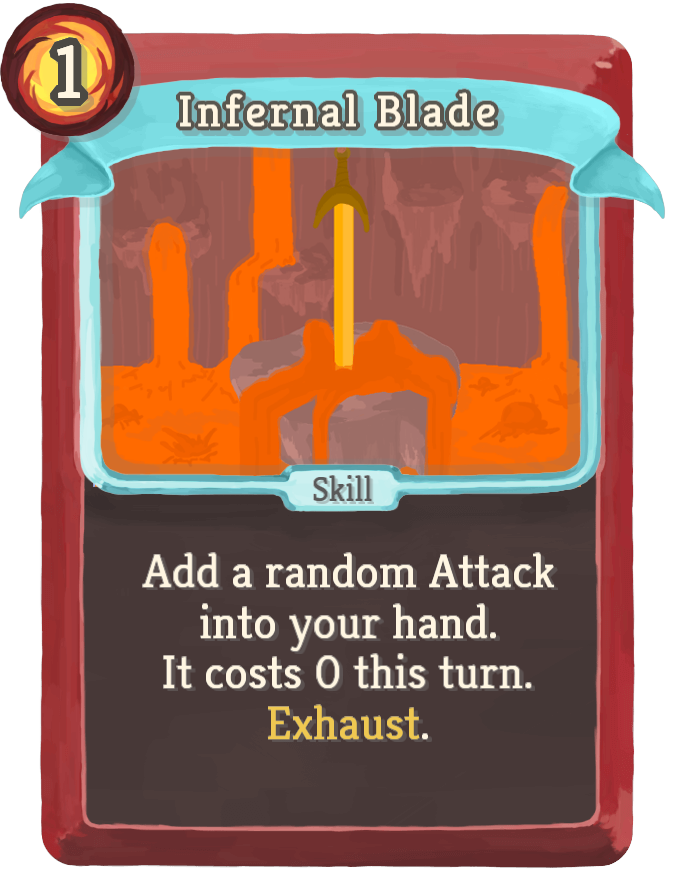 1
Infernal Blade
Skill
Add a random Attack
into your hand.
It costs 0 this turn.
Exhaust.